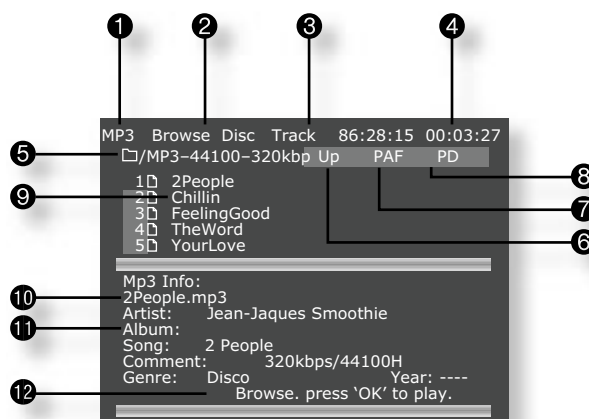 1 2 3 4
MP3 Browse Disc Track 86:28:15 00:03:27
5 /MP3–44100–320kbp Up PAF PD 8
1 2People
9 2 Chillin 7
3 FeelingGood
4 TheWord 6
5 YourLove
Mp3 Info:
10 2People.mp3
Artist: Jean-Jaques Smoothie
11 Album:
Song: 2 People
Comment: 320kbps/44100H
Genre: Disco Year: ----
12 Browse. press ‘OK’ to play.